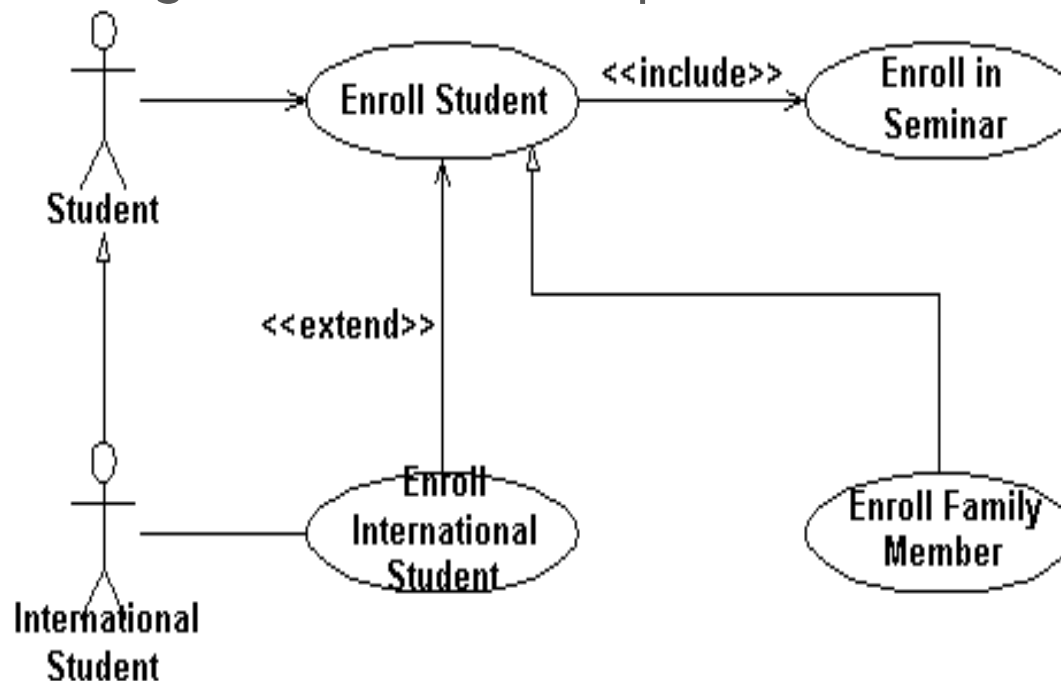 <<include>>
Enroll Student
Enroll in
Seminar
Student
<<extend>>
Enroll
International
Student
Enroll Family
Member
International
Student